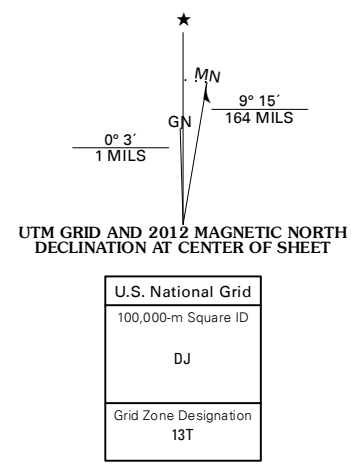 ★
MN
GN
9° 15´
164 MILS
0° 3´
1 MILS
UTM GRID AND 2012 MAGNETIC NORTH
DECLINATION AT CENTER OF SHEET
U.S. National Grid
100,000-m Square ID
DJ
Grid Zone Designation
13T